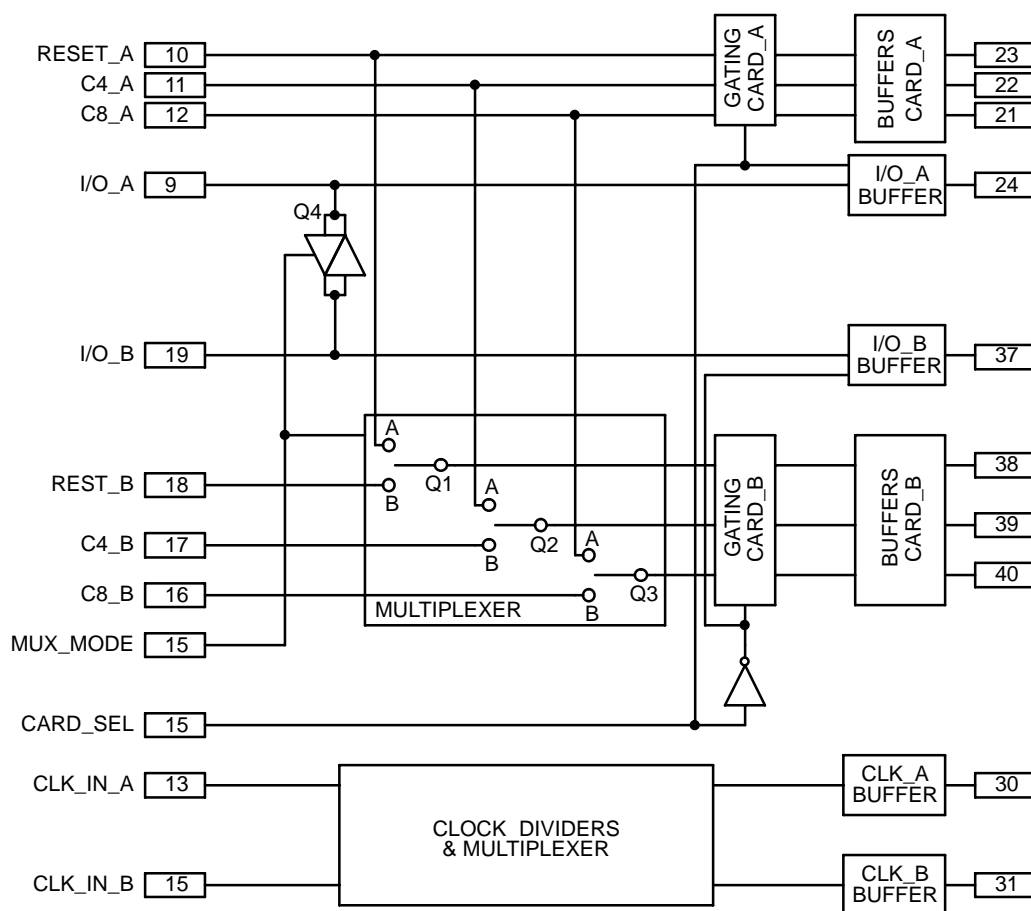 RESET_A 10
C4_A 11
C8_A 12
GATING
CARD_A
BUFFERS
CARD_A
23
22
21
I/O_A 9
I/O_A
BUFFER
24
Q4
I/O_B 19
I/O_B
BUFFER
37
A
B
Q1
A
B
Q2
A
B
Q3
MULTIPLEXER
REST_B 18
C4_B 17
C8_B 16
MUX_MODE 15
GATING
CARD_B
BUFFERS
CARD_B
38
39
40
CARD_SEL 15
CLK_IN_A 13
CLOCK DIVIDERS
& MULTIPLEXER
CLK_A
BUFFER
30
CLK_IN_B 15
CLK_B
BUFFER
31